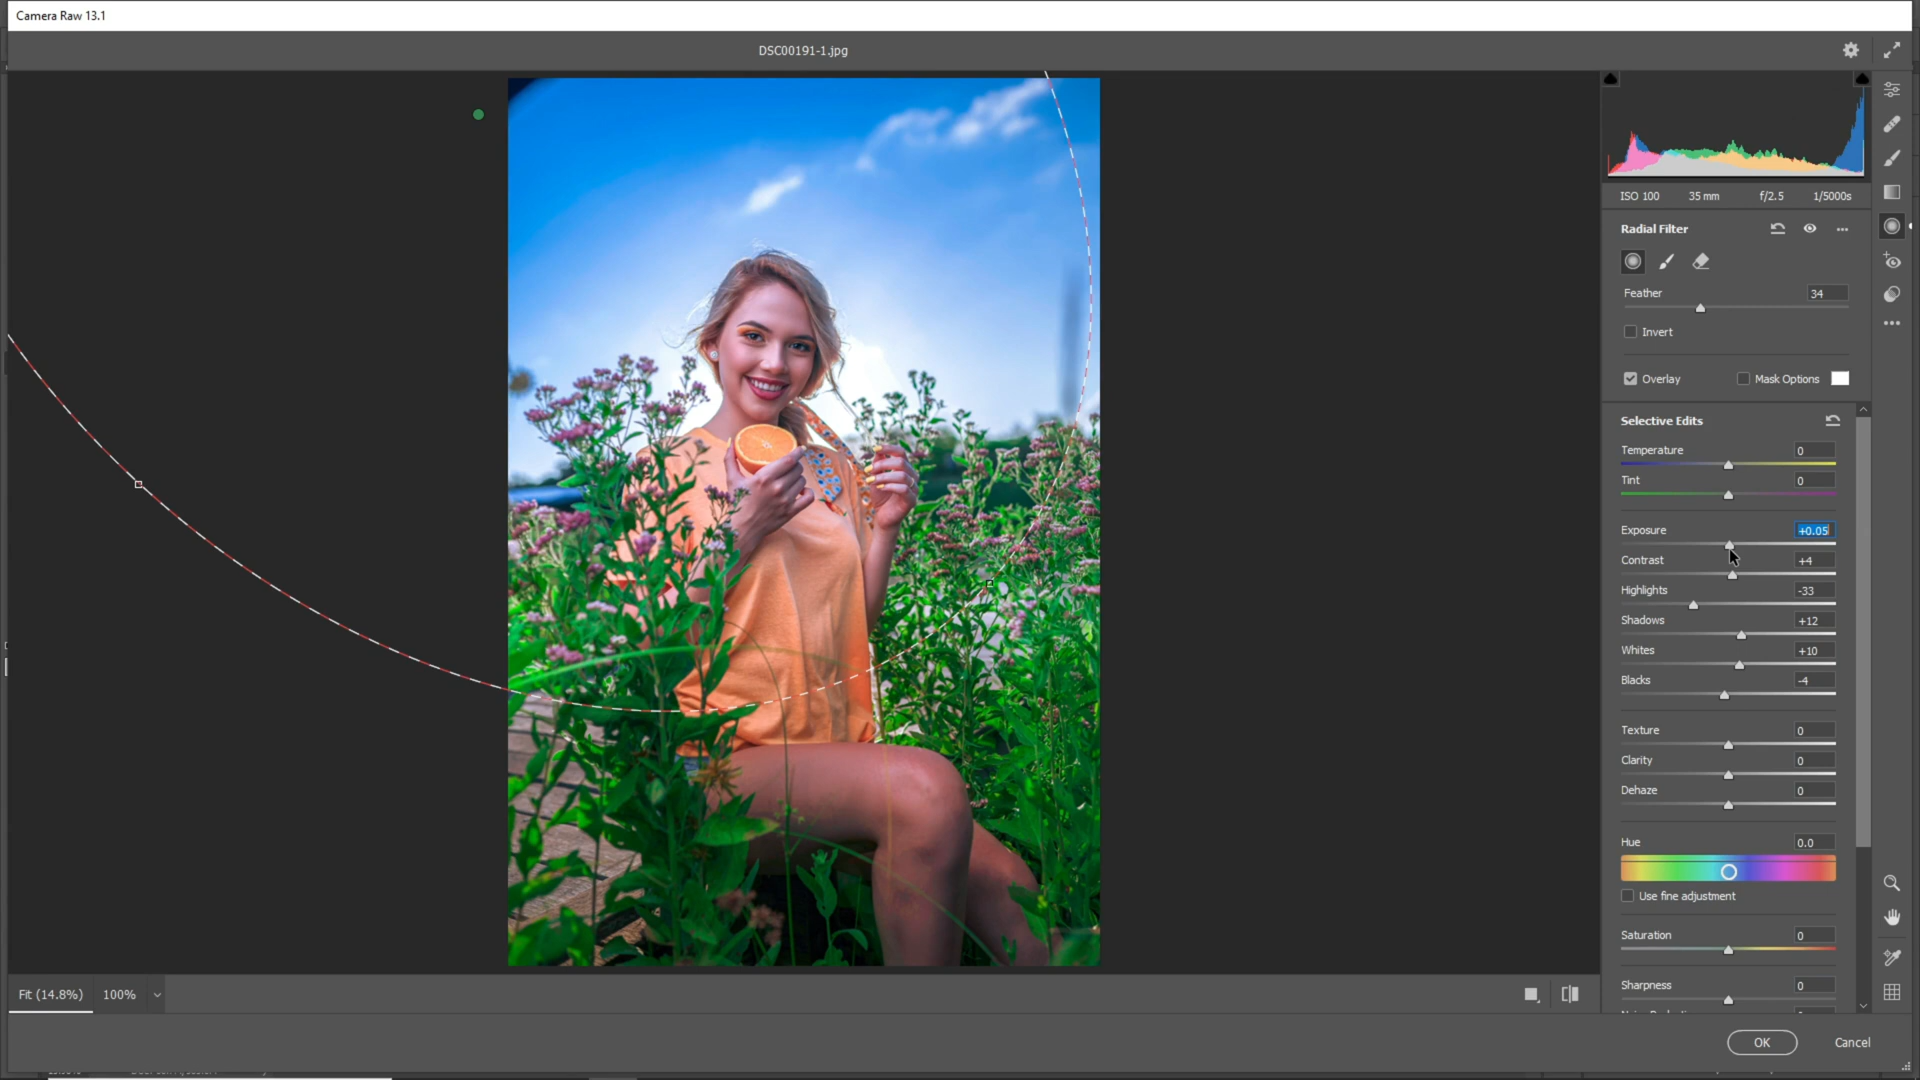 Camera Raw 13.1
DSC00191-1.jpg
ISO 100 35 mm f/2.5 1/5000s
Radial Filter
Feather 34
Invert
Overlay Mask Options
Selective Edits
Temperature 0
Tint 0
Exposure +0.05
Contrast +4
Highlights -33
Shadows +12
Whites +10
Blacks -4
Texture 0
Clarity 0
Dehaze 0
Hue 0.0
Use fine adjustment
Saturation 0
Sharpness 0
Fit (14.8%) 100%
OK Cancel